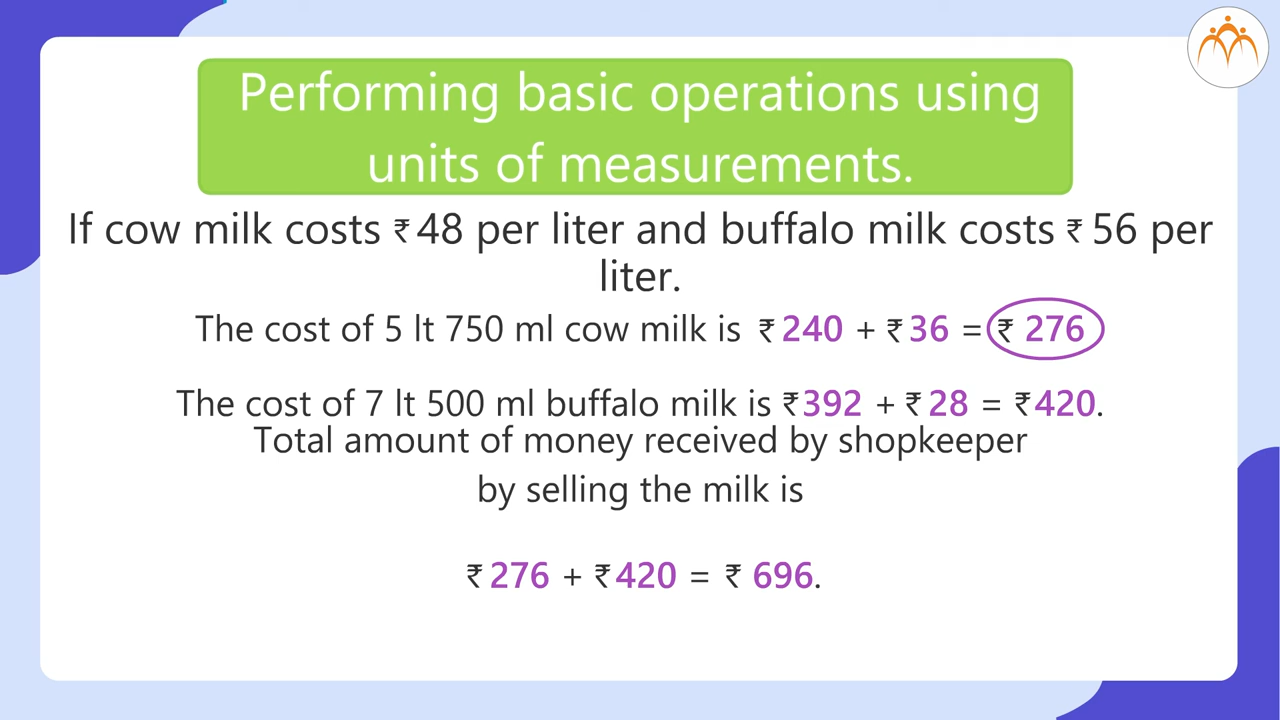 Performing basic operations using
units of measurements.
If cow milk costs ₹ 48 per liter and buffalo milk costs ₹ 56 per
liter.
The cost of 5 lt 750 ml cow milk is ₹ 240 + ₹ 36 = ₹ 276
The cost of 7 lt 500 ml buffalo milk is ₹392 + ₹ 28 = ₹420.
Total amount of money received by shopkeeper
by selling the milk is
₹ 276 + ₹ 420 = ₹ 696.